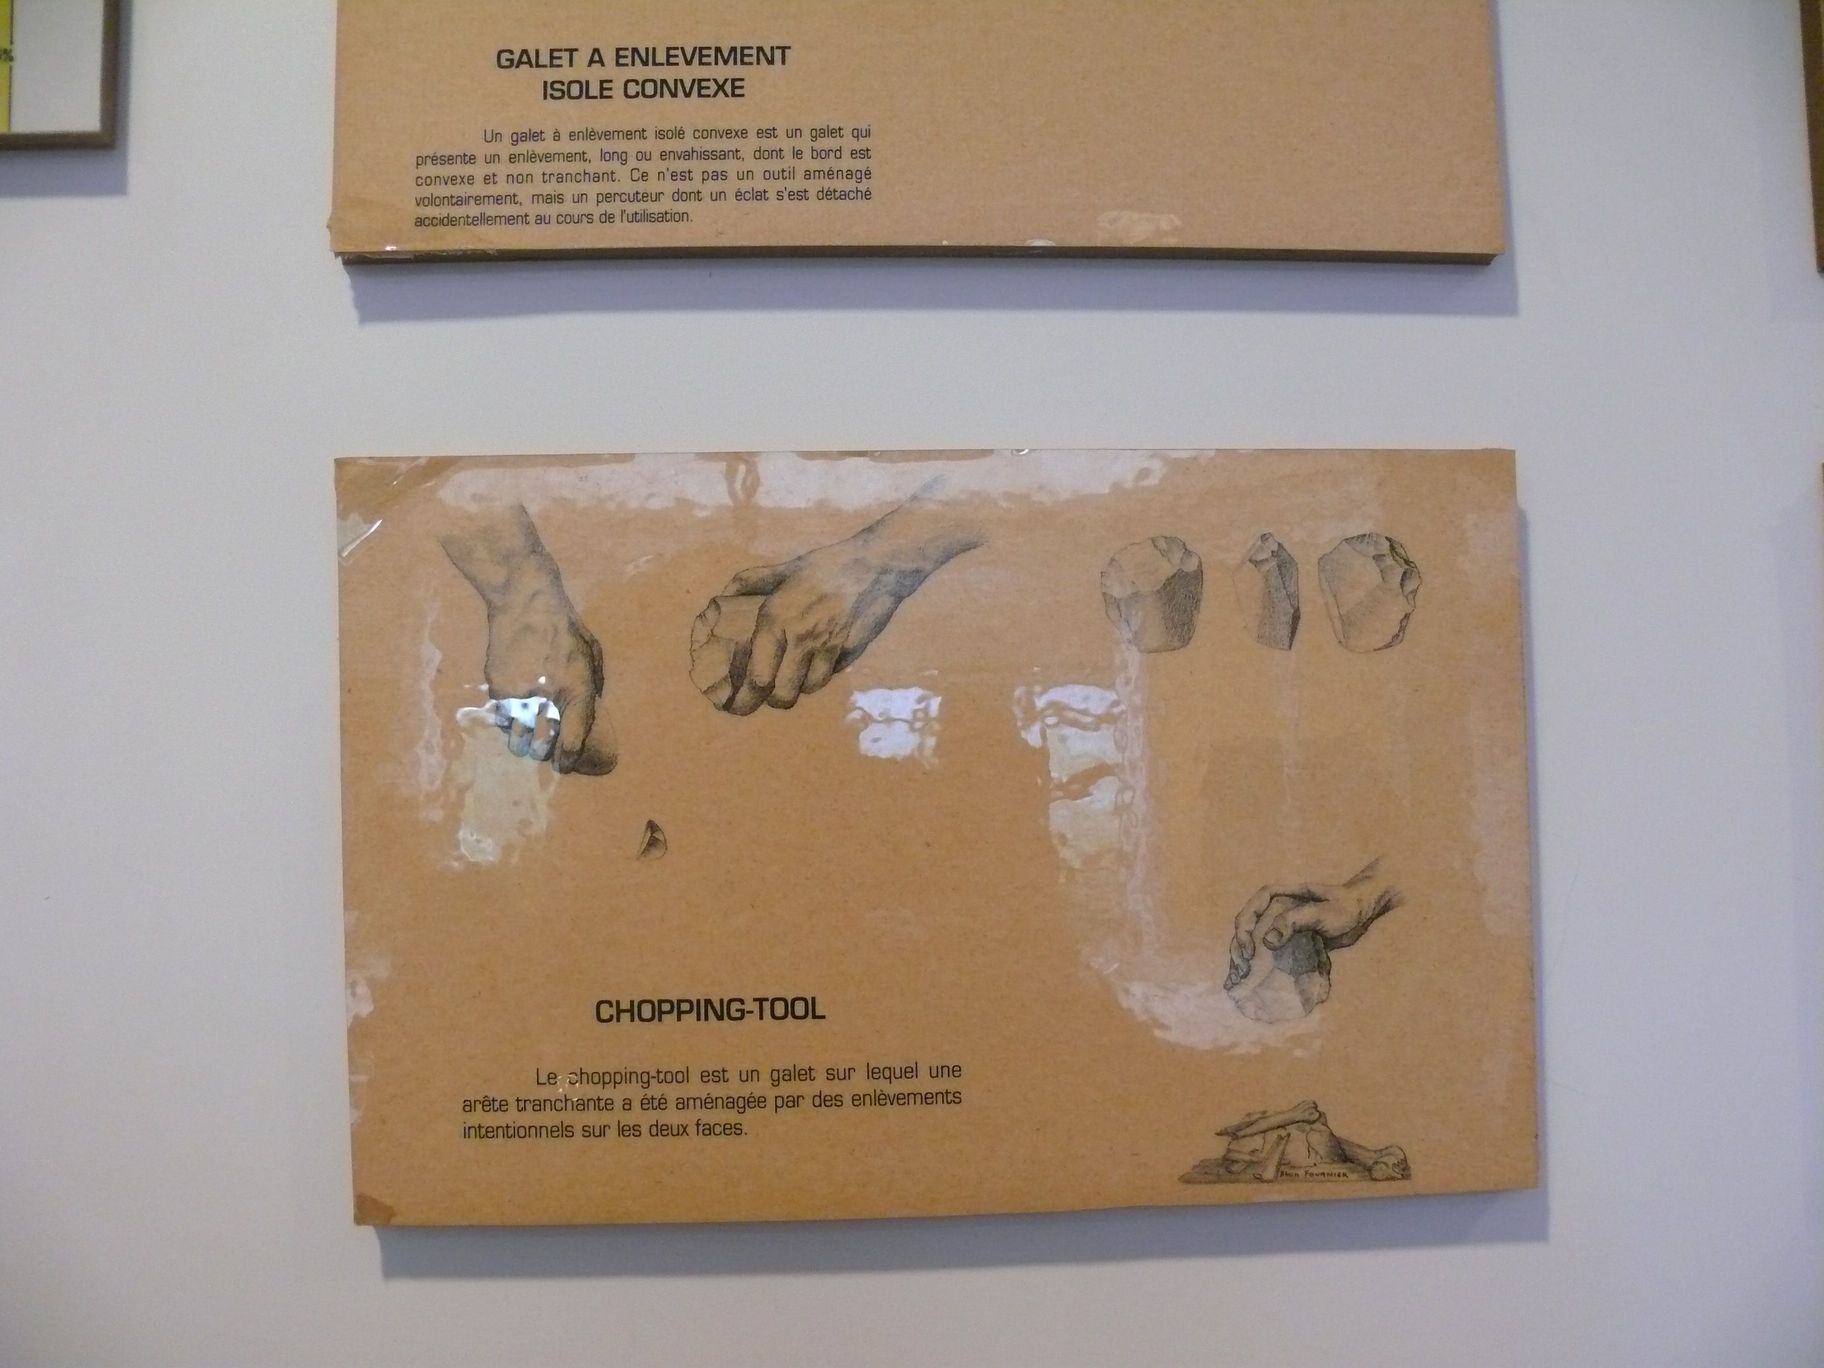 GALET A ENLEVEMENT
ISOLE CONVEXE
Un galet à enlèvement isolé convexe est un galet qui
présente un enlèvement, long ou envahissant, dont le bord est
convexe et non tranchant. Ce n'est pas un outil aménagé
volontairement, mais un percuteur dont un éclat s'est détaché
accidentellement au cours de l'utilisation.
CHOPPING-TOOL
Le chopping-tool est un galet sur lequel une
arête tranchante a été aménagée par des enlèvements
intentionnels sur les deux faces.
FOURNIER